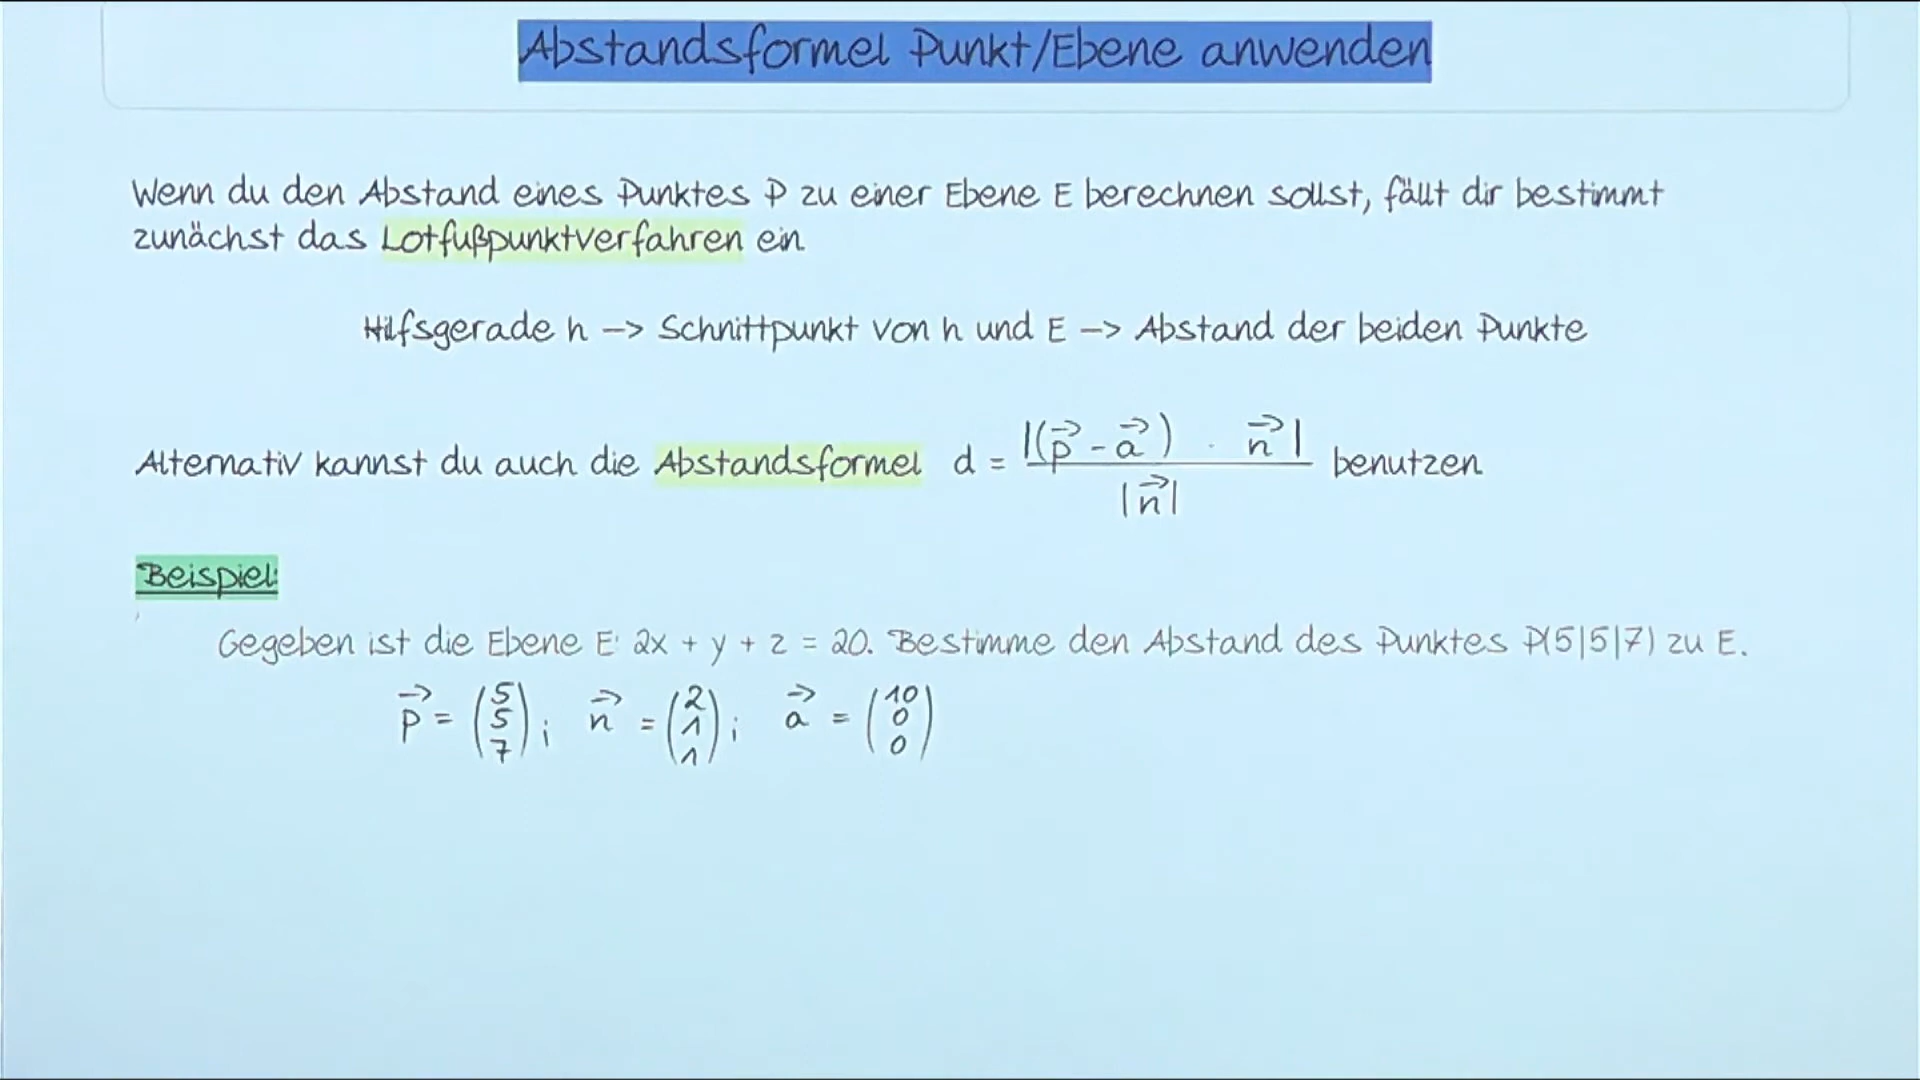 Abstandsformel Punkt/Ebene anwenden
Wenn du den Abstand eines Punktes P zu einer Ebene E berechnen sollst, fällt dir bestimmt
zunächst das Lotfußpunktverfahren ein
Hilfsgerade h -> Schnittpunkt von h und E -> Abstand der beiden Punkte
Alternativ kannst du auch die Abstandsformel d = |(p⃗ - a⃗) · n⃗| / |n⃗| benutzen
Beispiel:
Gegeben ist die Ebene E: 2x + y + z = 20. Bestimme den Abstand des Punktes P(5|5|7) zu E.
p⃗ = (5 5 7); n⃗ = (2 1 1); a⃗ = (10 0 0)